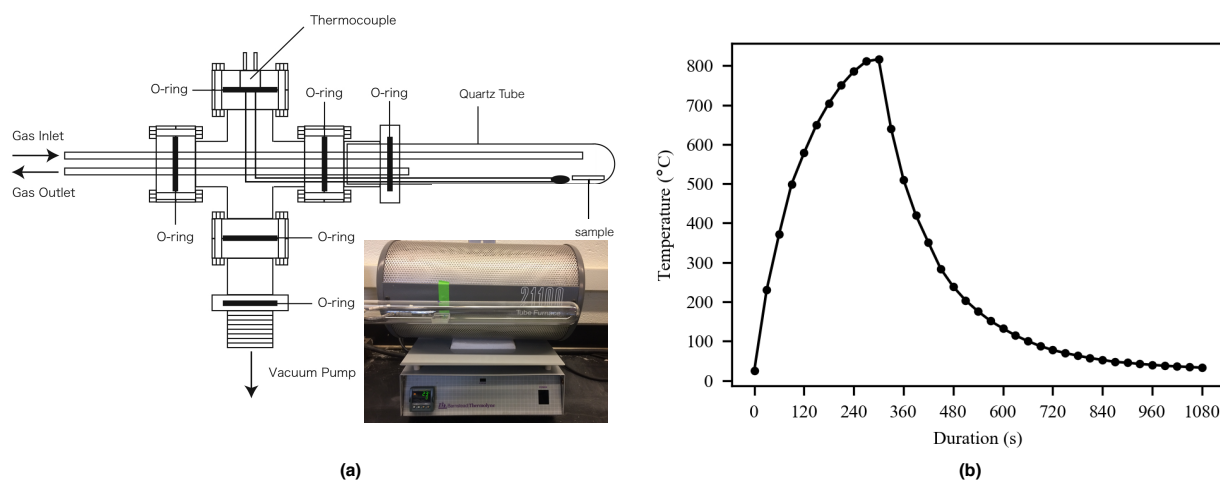 Thermocouple
O-ring
O-ring
O-ring
Quartz Tube
Gas Inlet
Gas Outlet
O-ring
O-ring
sample
O-ring
Vacuum Pump
21100
Tube Furnace
(a)
Temperature (°C)
800
700
600
500
400
300
200
100
0
0 120 240 360 480 600 720 840 960 1080
Duration (s)
(b)